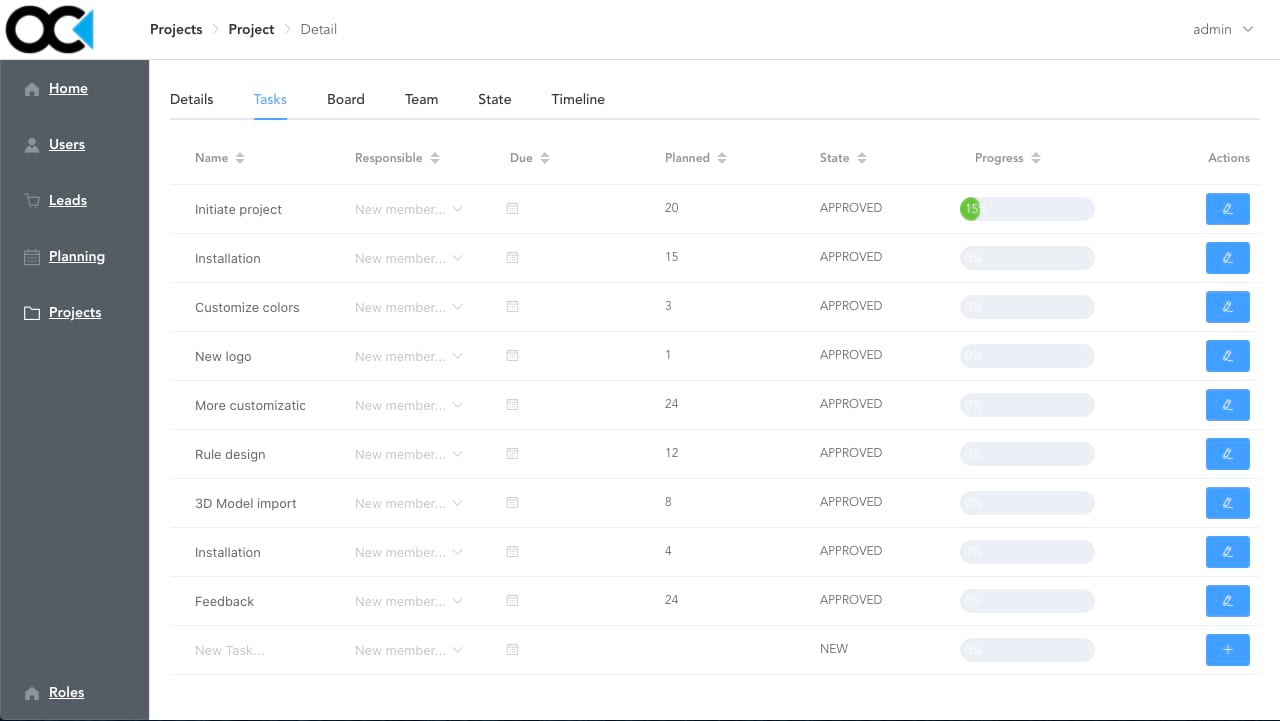 OC
Projects > Project > Detail
admin
Home
Users
Leads
Planning
Projects
Roles
Details Tasks Board Team State Timeline
Name Responsible Due Planned State Progress Actions
Initiate project New member... 20 APPROVED 15%
Installation New member... 15 APPROVED 0%
Customize colors New member... 3 APPROVED 0%
New logo New member... 1 APPROVED 0%
More customizatic New member... 24 APPROVED 0%
Rule design New member... 12 APPROVED 0%
3D Model import New member... 8 APPROVED 0%
Installation New member... 4 APPROVED 0%
Feedback New member... 24 APPROVED 0%
New Task... New member... NEW 0%